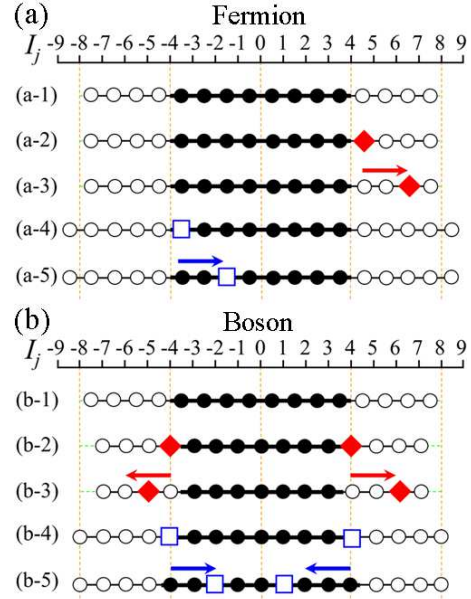 (a) Fermion
I_j -9 -8 -7 -6 -5 -4 -3 -2 -1 0 1 2 3 4 5 6 7 8 9
(a-1)
(a-2)
(a-3)
(a-4)
(a-5)
(b) Boson
I_j -9 -8 -7 -6 -5 -4 -3 -2 -1 0 1 2 3 4 5 6 7 8 9
(b-1)
(b-2)
(b-3)
(b-4)
(b-5)